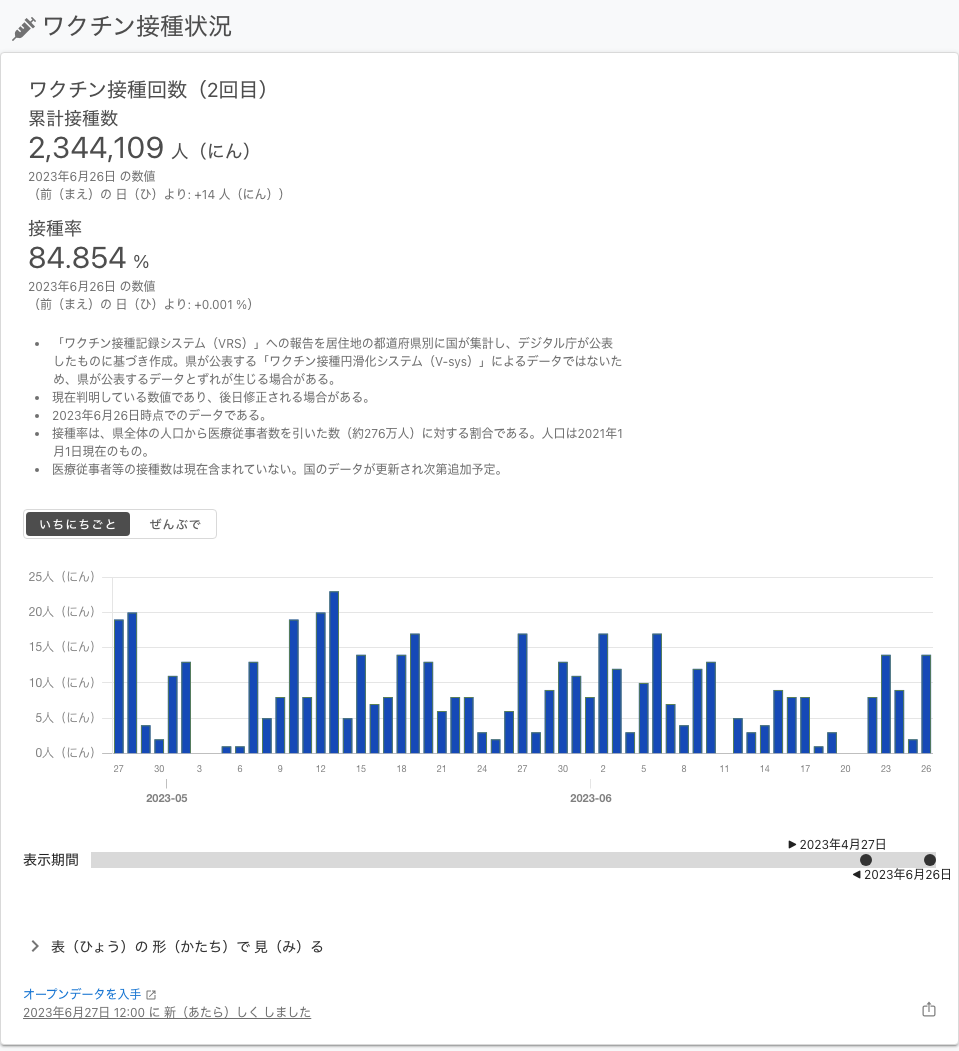 ワクチン接種状況
ワクチン接種回数（2回目）
累計接種数
2,344,109 人（にん）
2023年6月26日 の数値
（前（まえ）の 日（ひ）より: +14 人（にん））
接種率
84.854 %
2023年6月26日 の数値
（前（まえ）の 日（ひ）より: +0.001 %）
• 「ワクチン接種記録システム（VRS）」への報告を居住地の都道府県別に国が集計し、デジタル庁が公表
したものに基づき作成。県が公表する「ワクチン接種円滑化システム（V-sys）」によるデータではないた
め、県が公表するデータとずれが生じる場合がある。
• 現在判明している数値であり、後日修正される場合がある。
• 2023年6月26日時点でのデータである。
• 接種率は、県全体の人口から医療従事者数を引いた数（約276万人）に対する割合である。人口は2021年1
月1日現在のもの。
• 医療従事者等の接種数は現在含まれていない。国のデータが更新され次第追加予定。
いちにちごと ぜんぶで
25人（にん）
20人（にん）
15人（にん）
10人（にん）
5人（にん）
0人（にん）
27 30 3 6 9 12 15 18 21 24 27 30 2 5 8 11 14 17 20 23 26
2023-05 2023-06
2023年4月27日
表示期間
2023年6月26日
表（ひょう）の 形（かたち）で 見（み）る
オープンデータを入手
2023年6月27日 12:00 に 新（あたら）しく しました